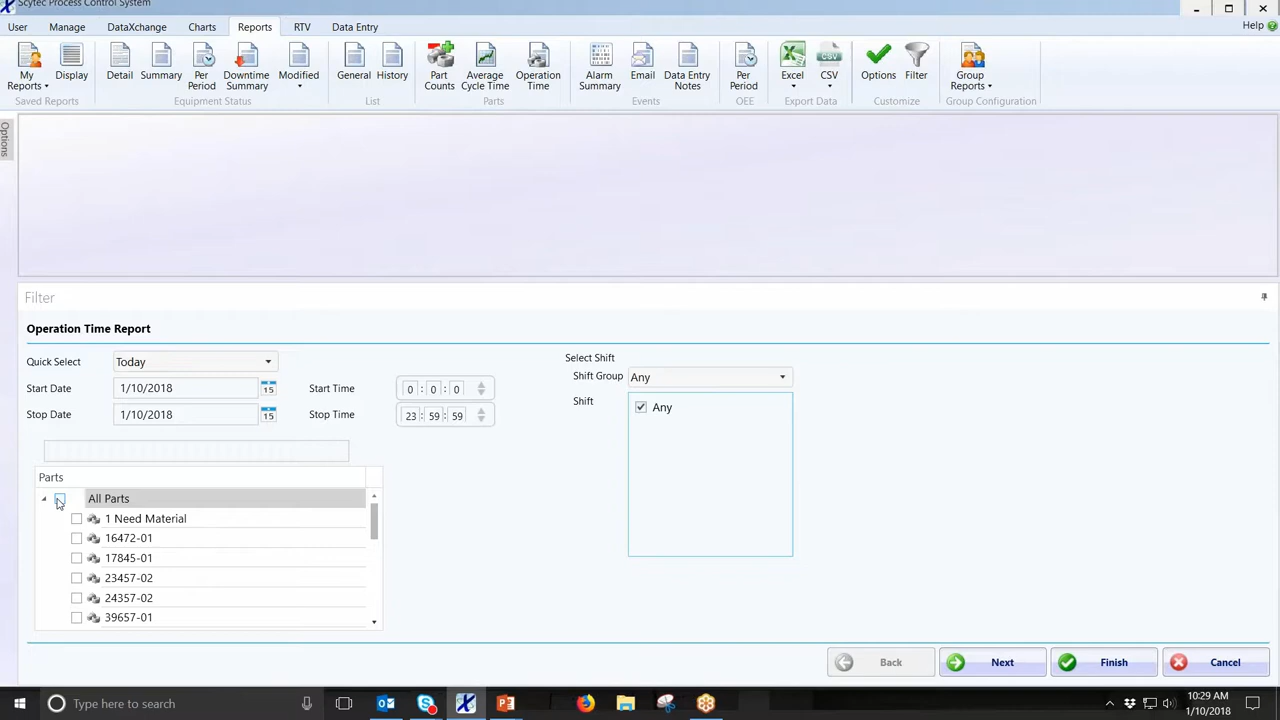 Scytec Process Control System
User Manage DataXchange Charts Reports RTV Data Entry Help
My Reports Display Detail Summary Per Period Downtime Summary Modified General History Part Counts Average Cycle Time Operation Time Alarm Summary Email Data Entry Notes Per Period Excel CSV Options Filter Group Reports
Saved Reports Equipment Status List Parts Events OEE Export Data Customize Group Configuration
Options
Filter
Operation Time Report
Quick Select Today
Start Date 1/10/2018 15 Start Time 0 : 0 : 0
Stop Date 1/10/2018 15 Stop Time 23 : 59 : 59
Select Shift
Shift Group Any
Shift Any
Parts
All Parts
1 Need Material
16472-01
17845-01
23457-02
24357-02
39657-01
Back Next Finish Cancel
Type here to search
10:29 AM
1/10/2018